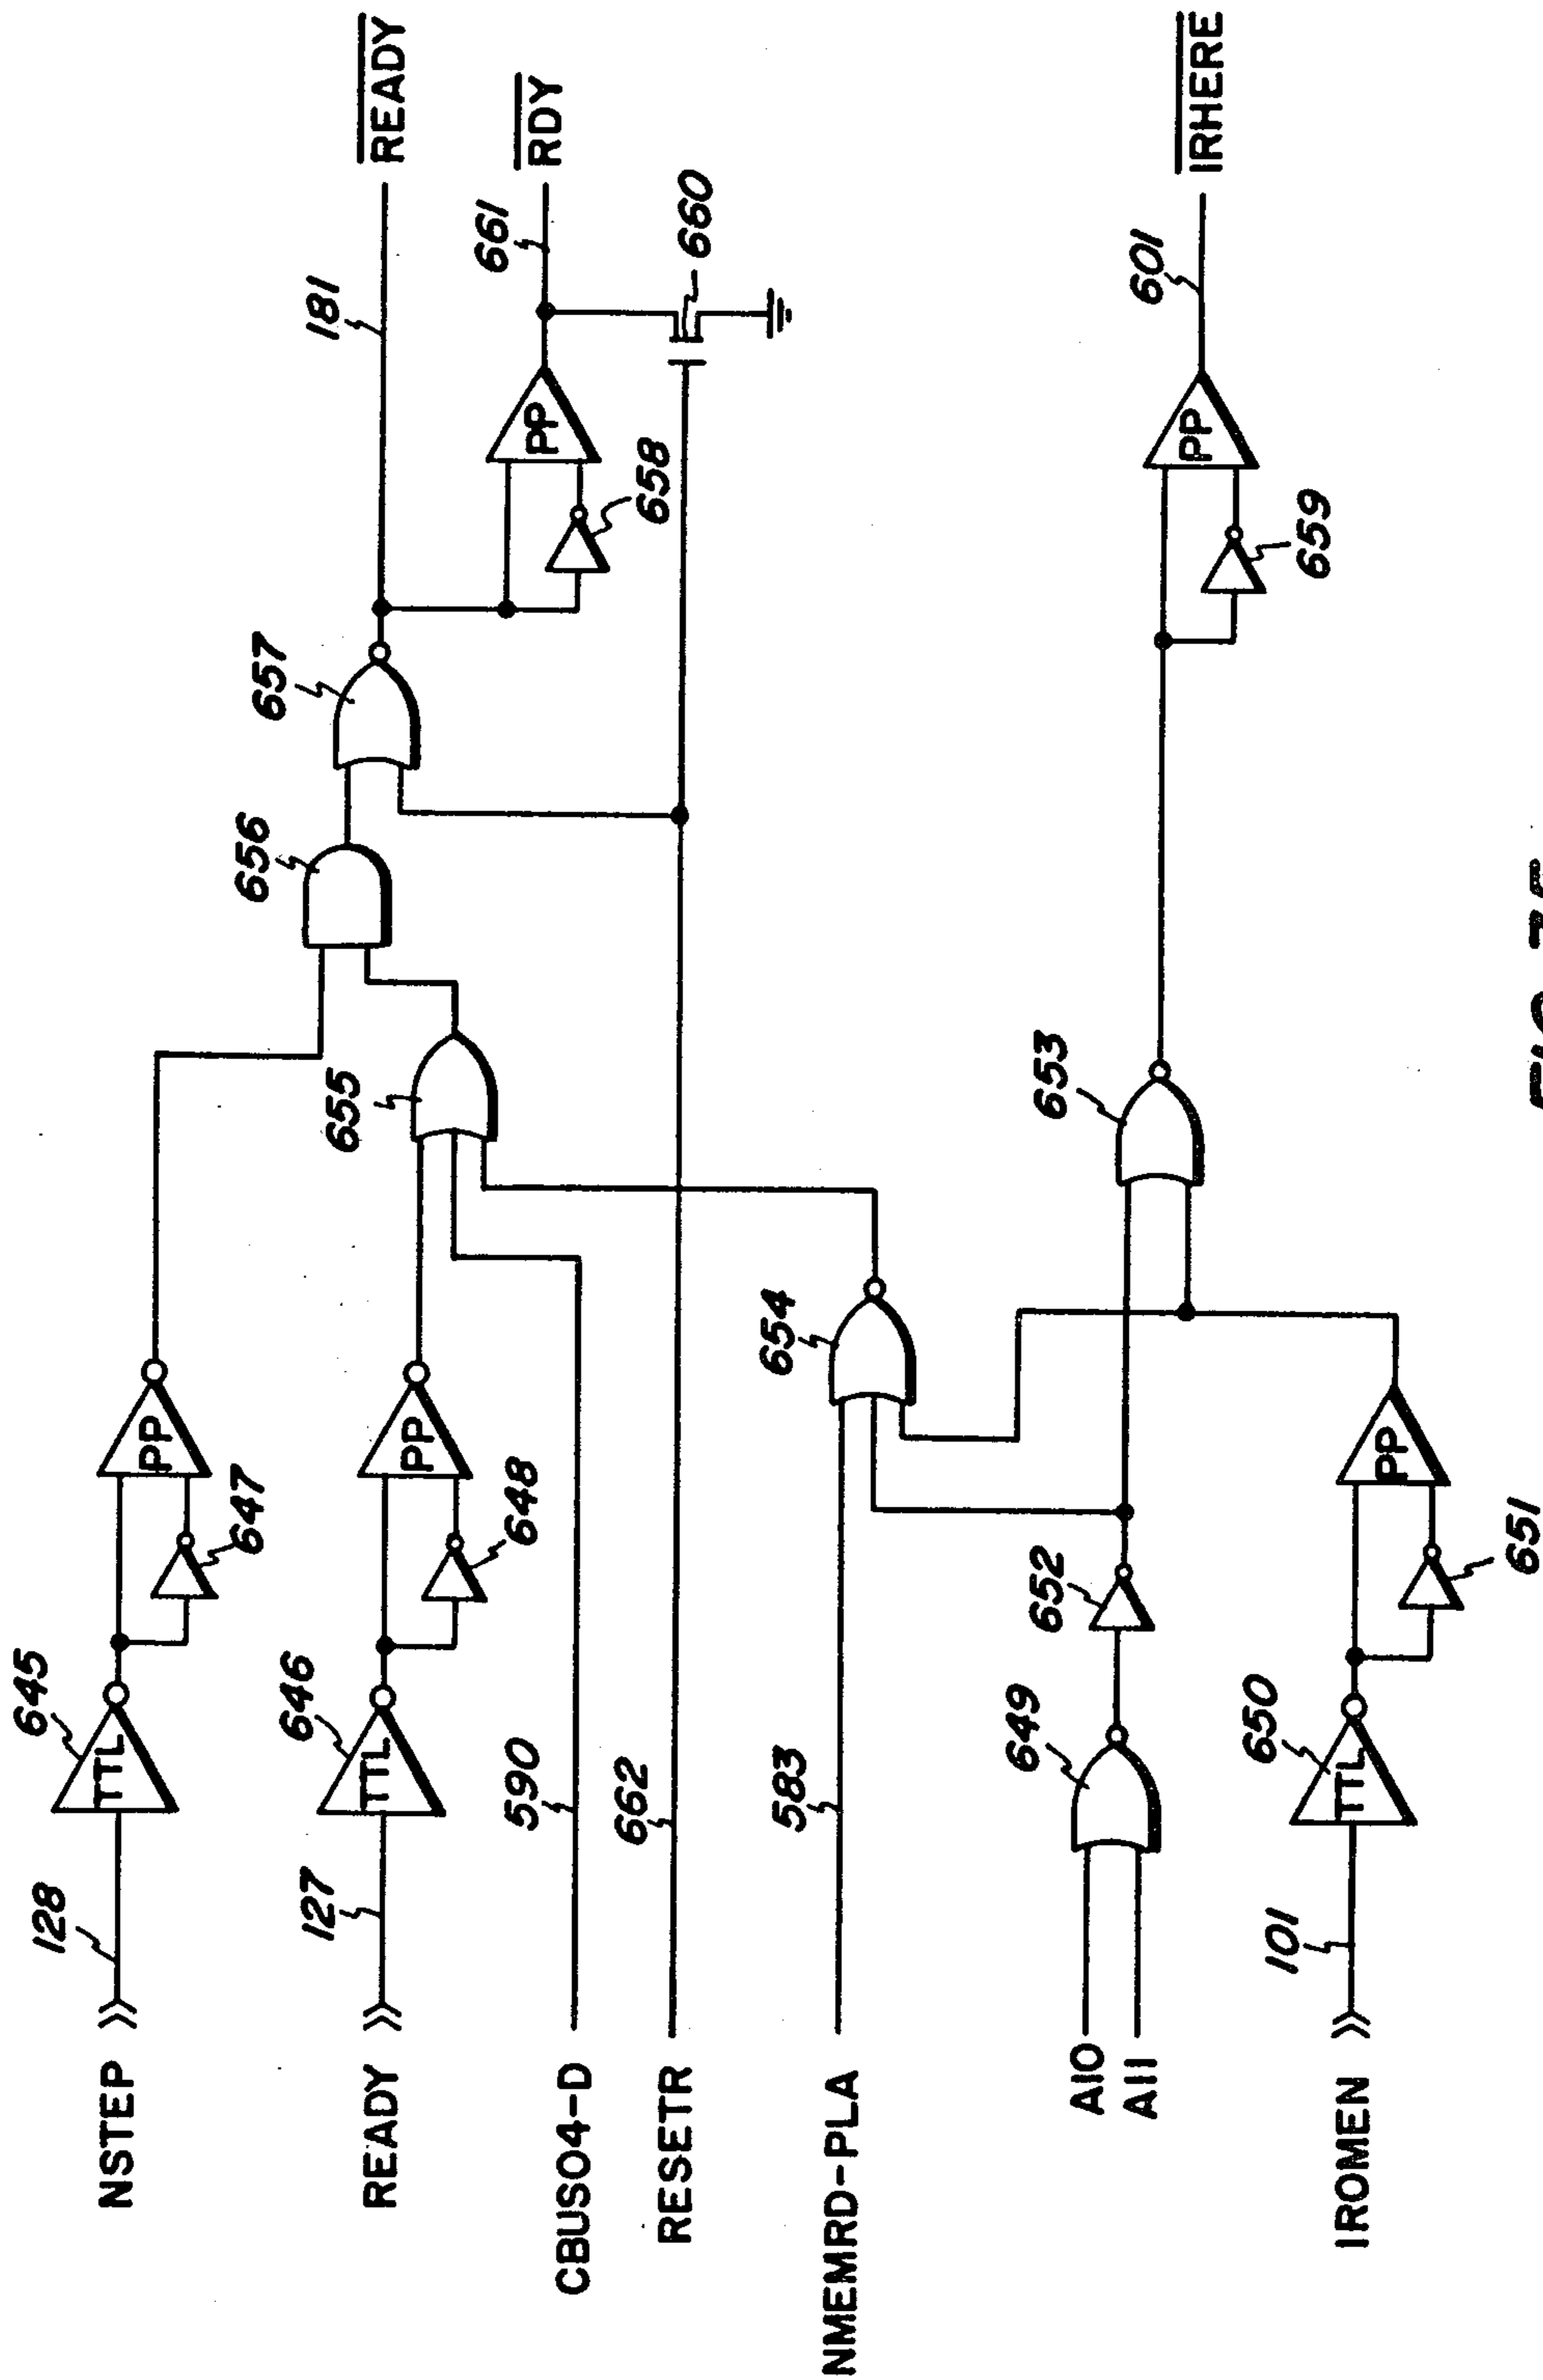 NSTEP
128
645
TTL
647
PP
READY
127
646
TTL
648
PP
655
656
657
181
READY
CBUS04-D
590
658
PP
661
RDY
RESETR
662
660
NMEMRD-PLA
583
654
A10
A11
649
652
653
659
PP
601
IRHERE
IROMEN
101
650
TTL
651
PP